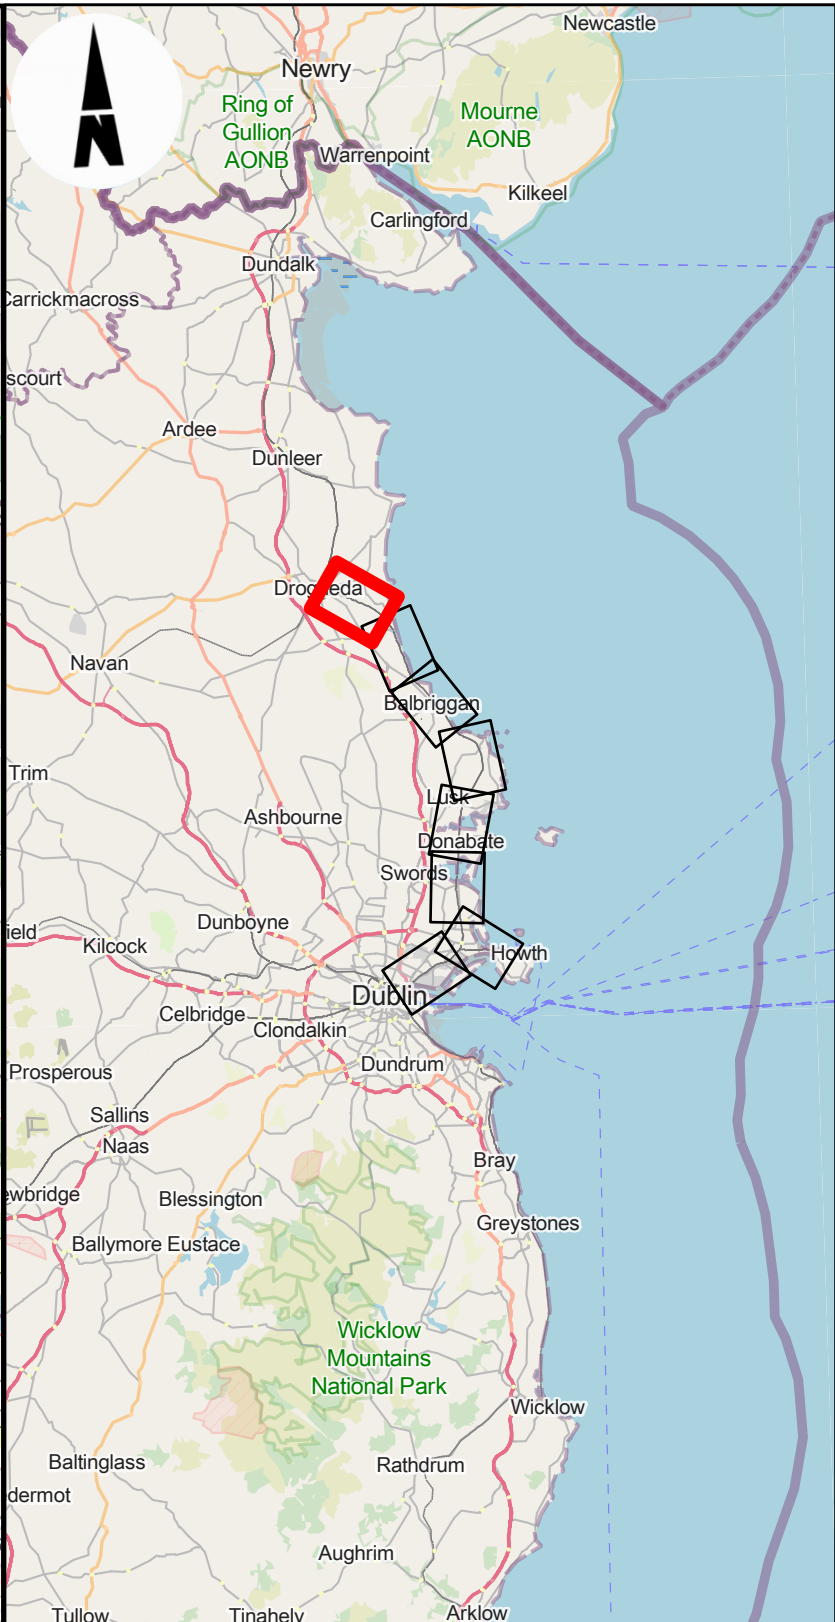 Newcastle
Newry
Ring of
Gullion
AONB
Mourne
AONB
N
Warrenpoint
Kilkeel
Carlingford
Dundalk
Carrickmacross
scourt
Ardee
Dunleer
Drogheda
Navan
Balbriggan
Trim
Lusk
Ashbourne
Donabate
Swords
Dunboyne
ield
Kilcock
Howth
Dublin
Celbridge
Clondalkin
Dundrum
Prosperous
Sallins
Naas
Bray
ewbridge
Blessington
Greystones
Ballymore Eustace
Wicklow
Mountains
National Park
Wicklow
Baltinglass
Rathdrum
dermot
Aughrim
Tullow
Tinahely
Arklow